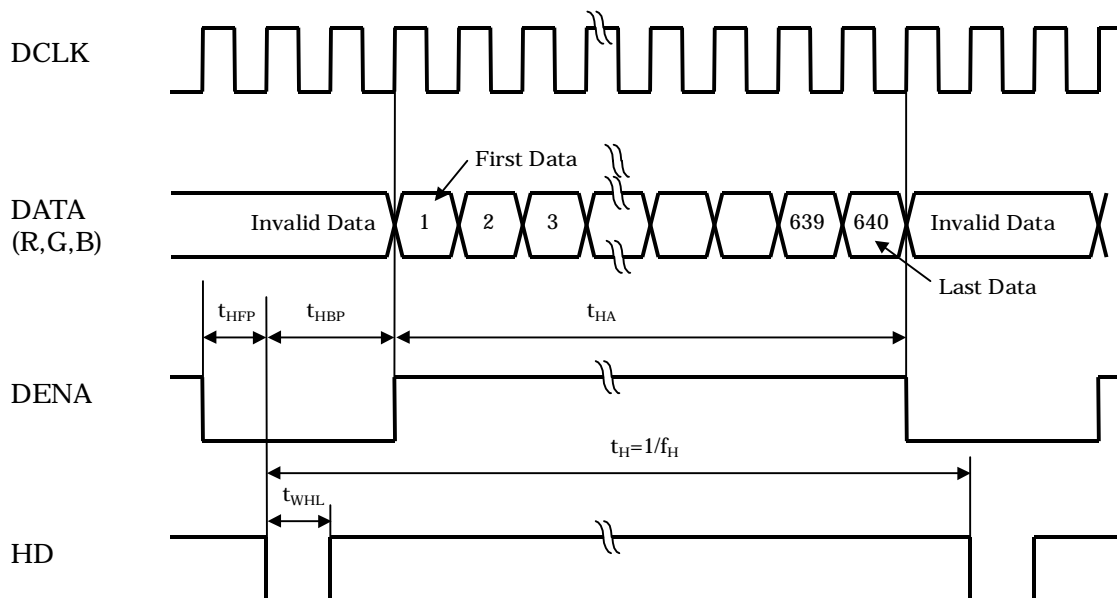 DCLK
First Data
DATA
(R,G,B)
Invalid Data 1 2 3 639 640 Invalid Data
Last Data
tHFP tHBP tHA
DENA
tH=1/fH
tWHL
HD